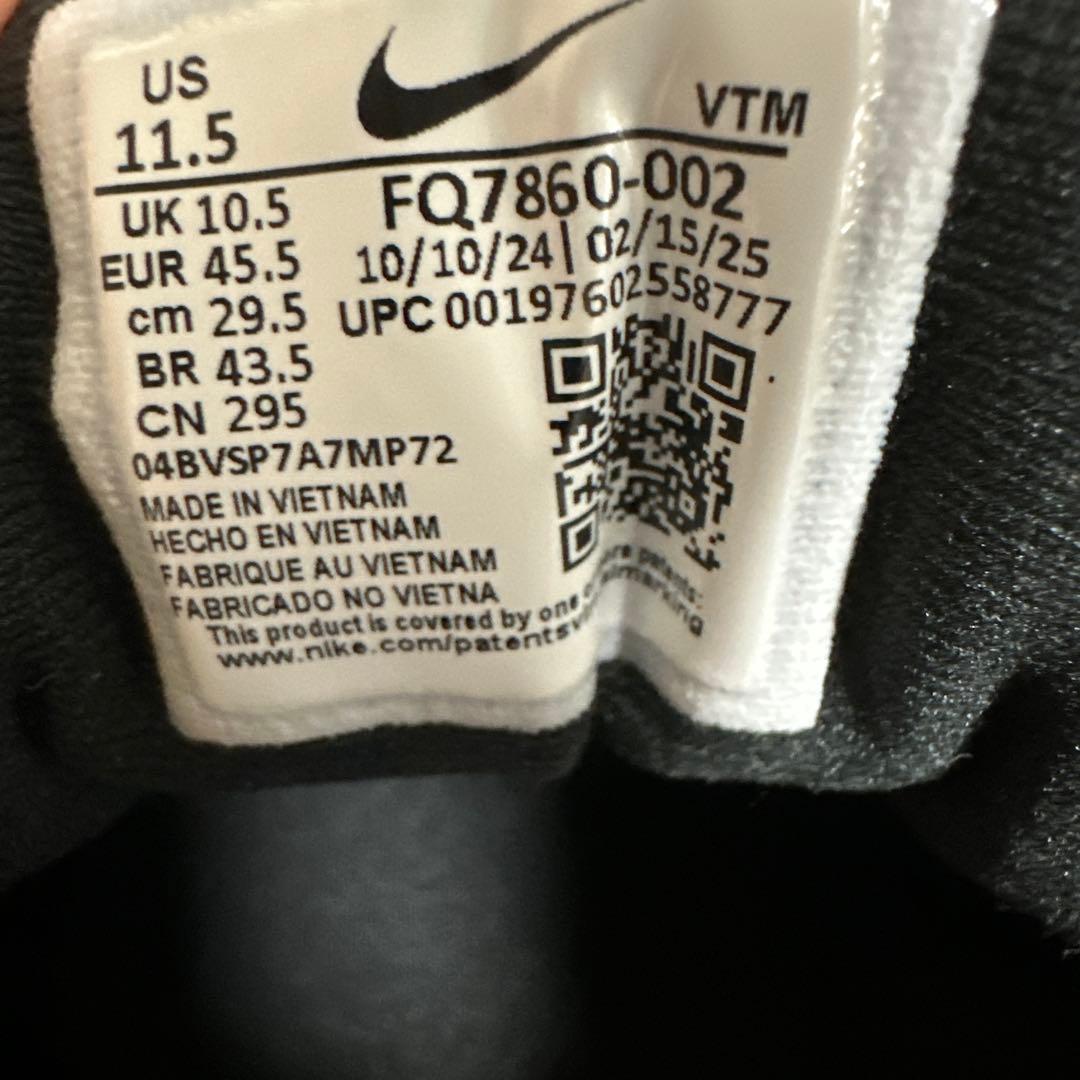 US
11.5
VTM
UK 10.5
FQ7860-002
EUR 45.5
10/10/24 | 02/15/25
cm 29.5
UPC 00197602558777
BR 43.5
CN 295
04BVSP7A7MP72
MADE IN VIETNAM
HECHO EN VIETNAM
FABRIQUE AU VIETNAM
FABRICADO NO VIETNA
This product is covered by one patents:
www.nike.com/patents